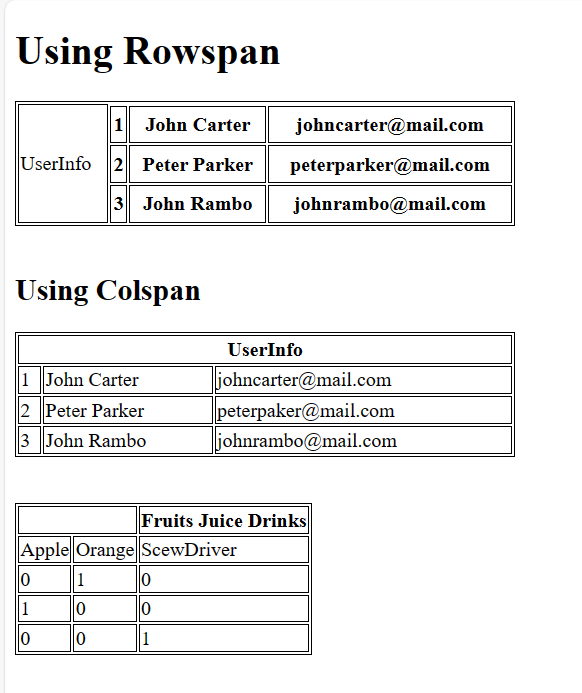 Using Rowspan
1 John Carter johncarter@mail.com
UserInfo 2 Peter Parker peterparker@mail.com
3 John Rambo johnrambo@mail.com
Using Colspan
UserInfo
1 John Carter johncarter@mail.com
2 Peter Parker peterpaker@mail.com
3 John Rambo johnrambo@mail.com
Fruits Juice Drinks
Apple Orange ScewDriver
0 1 0
1 0 0
0 0 1